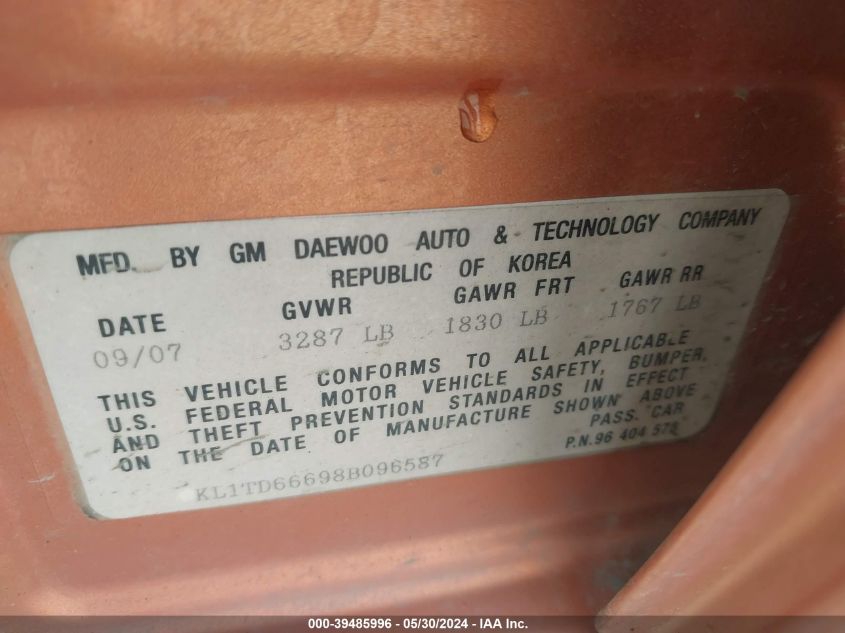 MFD. BY GM DAEWOO AUTO & TECHNOLOGY COMPANY
REPUBLIC OF KOREA
DATE GVWR GAWR FRT GAWR RR
09/07 3287 LB 1830 LB 1767 LB
THIS VEHICLE CONFORMS TO ALL APPLICABLE
U.S. FEDERAL MOTOR VEHICLE SAFETY, BUMPER,
AND THEFT PREVENTION STANDARDS IN EFFECT
ON THE DATE OF MANUFACTURE SHOWN ABOVE
PASS. CAR
KL1TD66698B096587 P.N.96 404 578
000-39485996 • 05/30/2024 • IAA Inc.